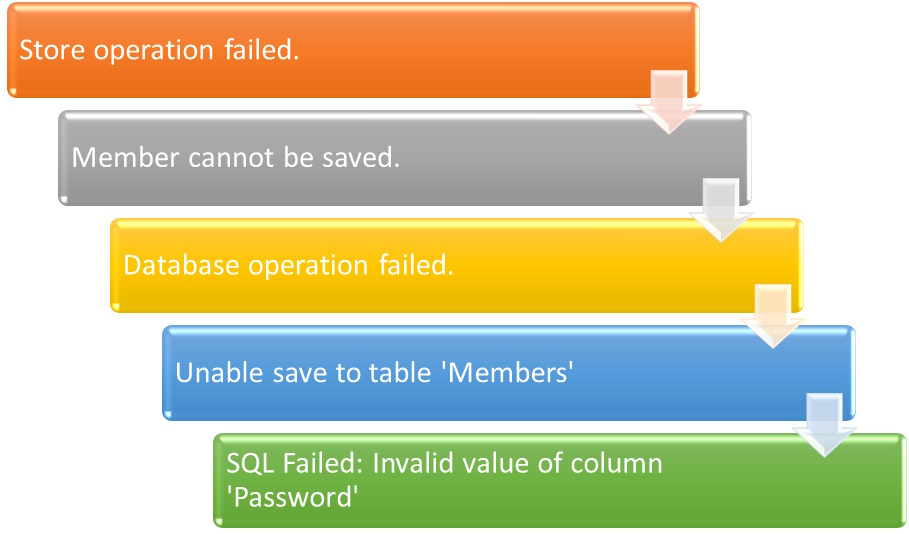 Store operation failed.
Member cannot be saved.
Database operation failed.
Unable save to table 'Members'
SQL Failed: Invalid value of column
'Password'